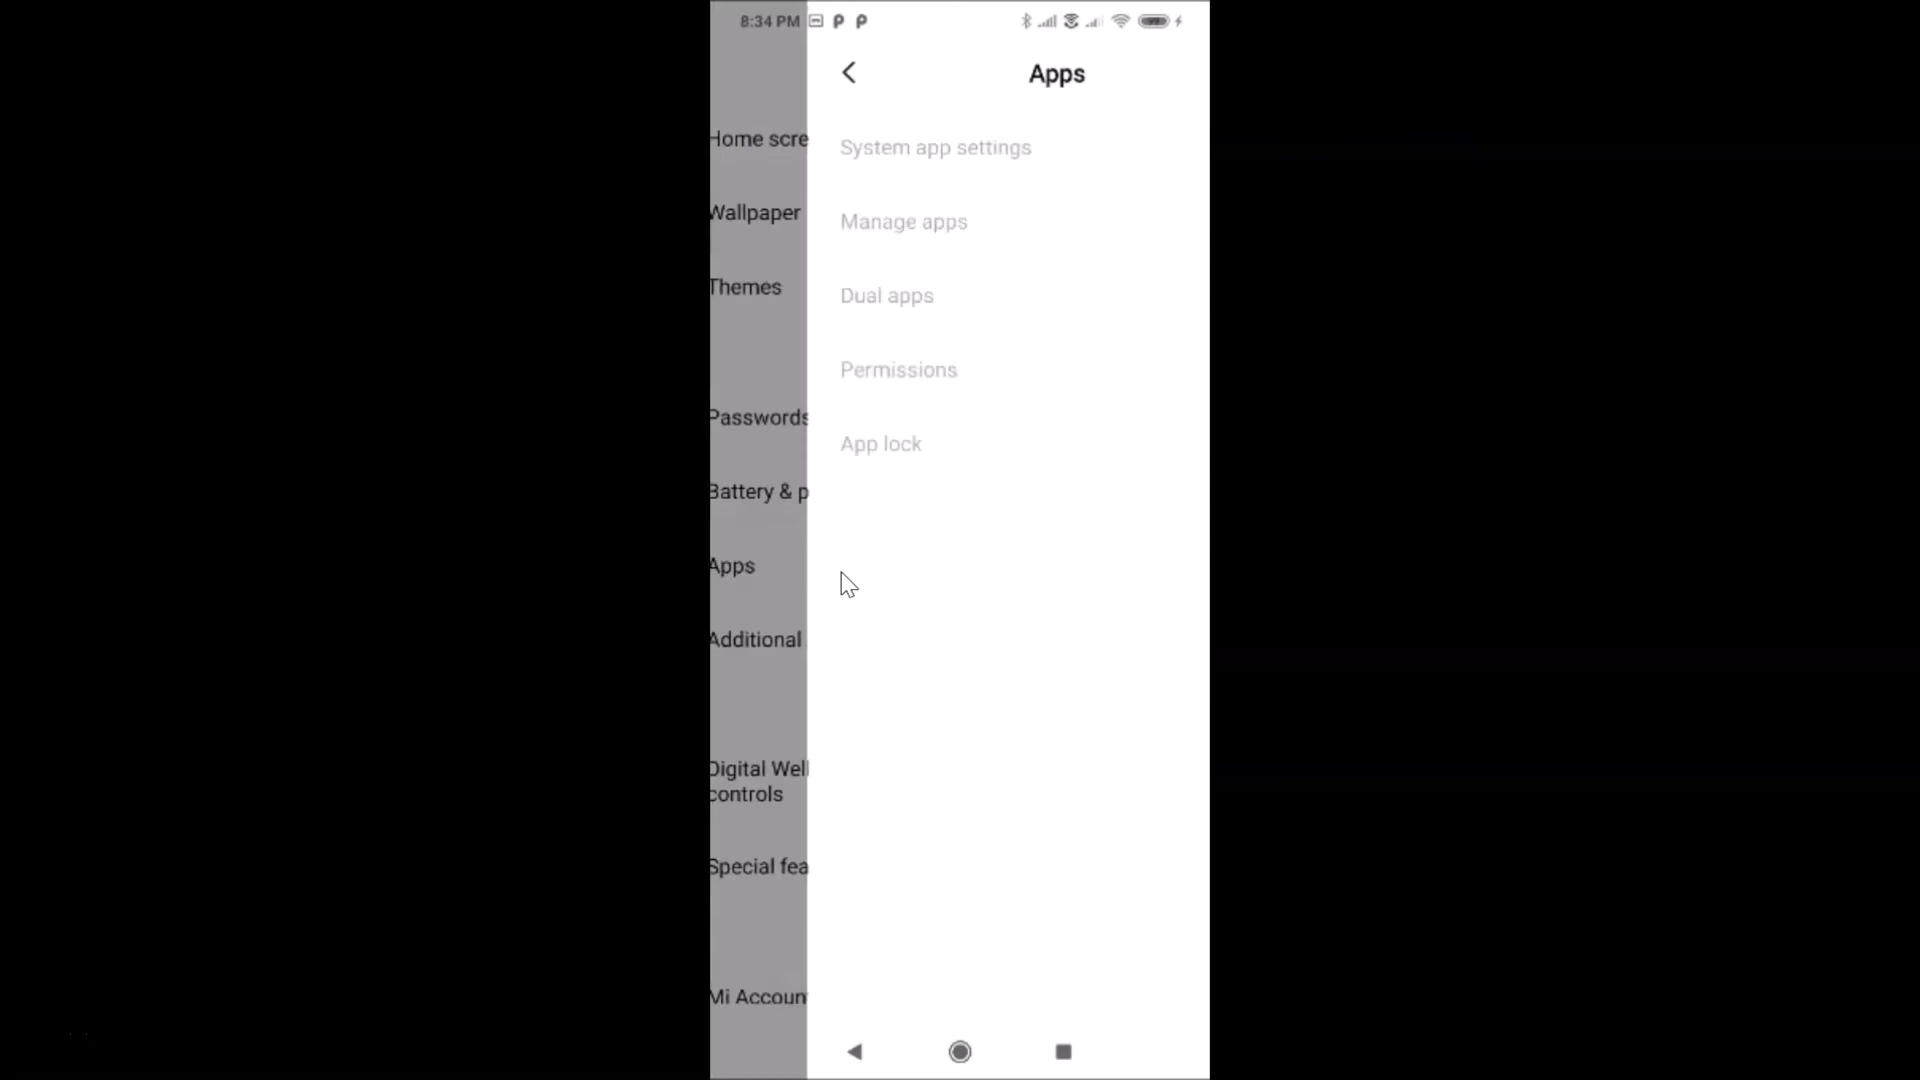 8:34 PM
Apps
System app settings
Manage apps
Dual apps
Permissions
App lock
Home scre
Wallpaper
Themes
Passwords
Battery & p
Apps
Additional
Digital Well
controls
Special fea
Mi Accoun